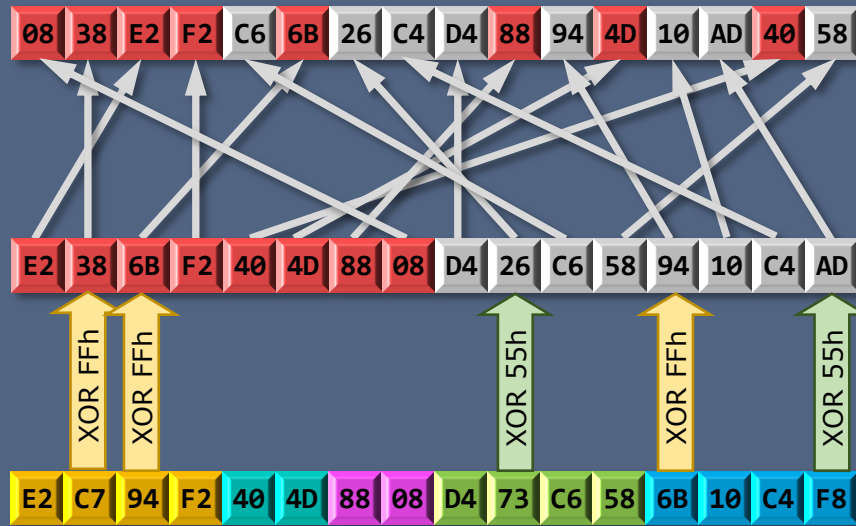 08 38 E2 F2 C6 6B 26 C4 D4 88 94 4D 10 AD 40 58
E2 38 6B F2 40 4D 88 08 D4 26 C6 58 94 10 C4 AD
XOR FFh XOR FFh XOR 55h XOR FFh XOR 55h
E2 C7 94 F2 40 4D 88 08 D4 73 C6 58 6B 10 C4 F8